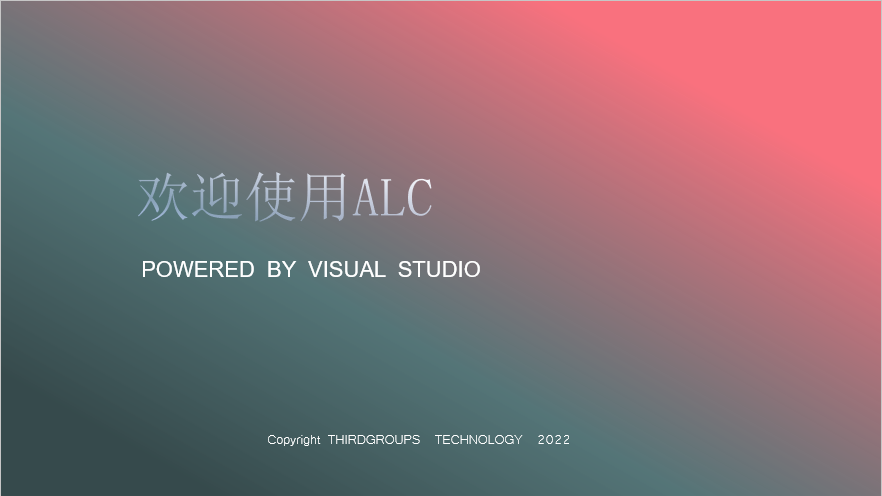 欢迎使用ALC
POWERED BY VISUAL STUDIO
Copyright THIRDGROUPS TECHNOLOGY 2022